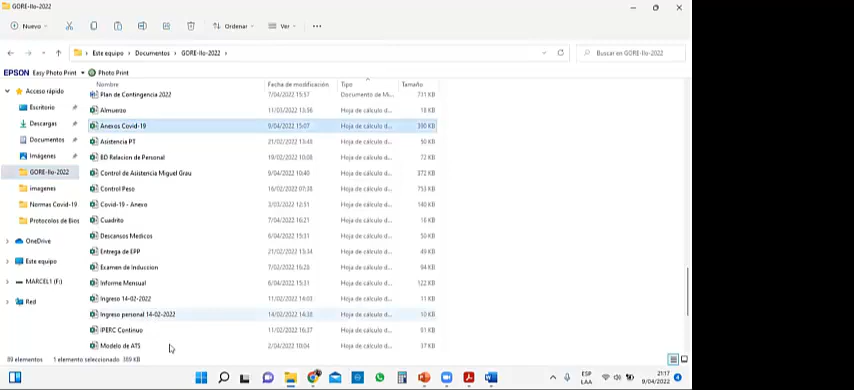 GORE-Ilo-2022
Nuevo
Ordenar
Ver
Este equipo › Documentos › GORE-Ilo-2022 ›
Buscar en GORE-Ilo-2022
EPSON Easy Photo Print Photo Print
Nombre Fecha de modificación Tipo Tamaño
Acceso rápido
Escritorio
Descargas
Documentos
Imágenes
GORE-Ilo-2022
imagenes
Normas Covid-19
Protocolos de Bios
OneDrive
Este equipo
MARCEL1 (F:)
Red
Plan de Contingencia 2022 7/04/2022 15:57 Documento de Mi... 731 KB
Almuerzo 11/03/2022 13:56 Hoja de cálculo d... 18 KB
Anexos Covid-19 9/04/2022 15:07 Hoja de cálculo d... 390 KB
Asistencia PT 21/02/2022 13:48 Hoja de cálculo d... 50 KB
BD Relacion de Personal 19/02/2022 10:08 Hoja de cálculo d... 72 KB
Control de Asistencia Miguel Grau 9/04/2022 10:40 Hoja de cálculo d... 372 KB
Control Peso 16/02/2022 07:38 Hoja de cálculo d... 753 KB
Covid-19 - Anexo 3/03/2022 12:31 Hoja de cálculo d... 140 KB
Cuadrito 7/04/2022 16:21 Hoja de cálculo d... 18 KB
Descansos Medicos 6/04/2022 15:31 Hoja de cálculo d... 50 KB
Entrega de EPP 21/02/2022 15:34 Hoja de cálculo d... 49 KB
Examen de Induccion 7/02/2022 16:28 Hoja de cálculo d... 94 KB
Informe Mensual 6/04/2022 15:31 Hoja de cálculo d... 122 KB
Ingreso 14-02-2022 11/02/2022 14:03 Hoja de cálculo d... 11 KB
Ingreso personal 14-02-2022 14/02/2022 14:38 Hoja de cálculo d... 10 KB
IPERC Continuo 11/02/2022 16:37 Hoja de cálculo d... 61 KB
Modelo de ATS 2/04/2022 10:04 Hoja de cálculo d... 37 KB
89 elementos 1 elemento seleccionado 389 KB
ESP
LAA
21:17
9/04/2022